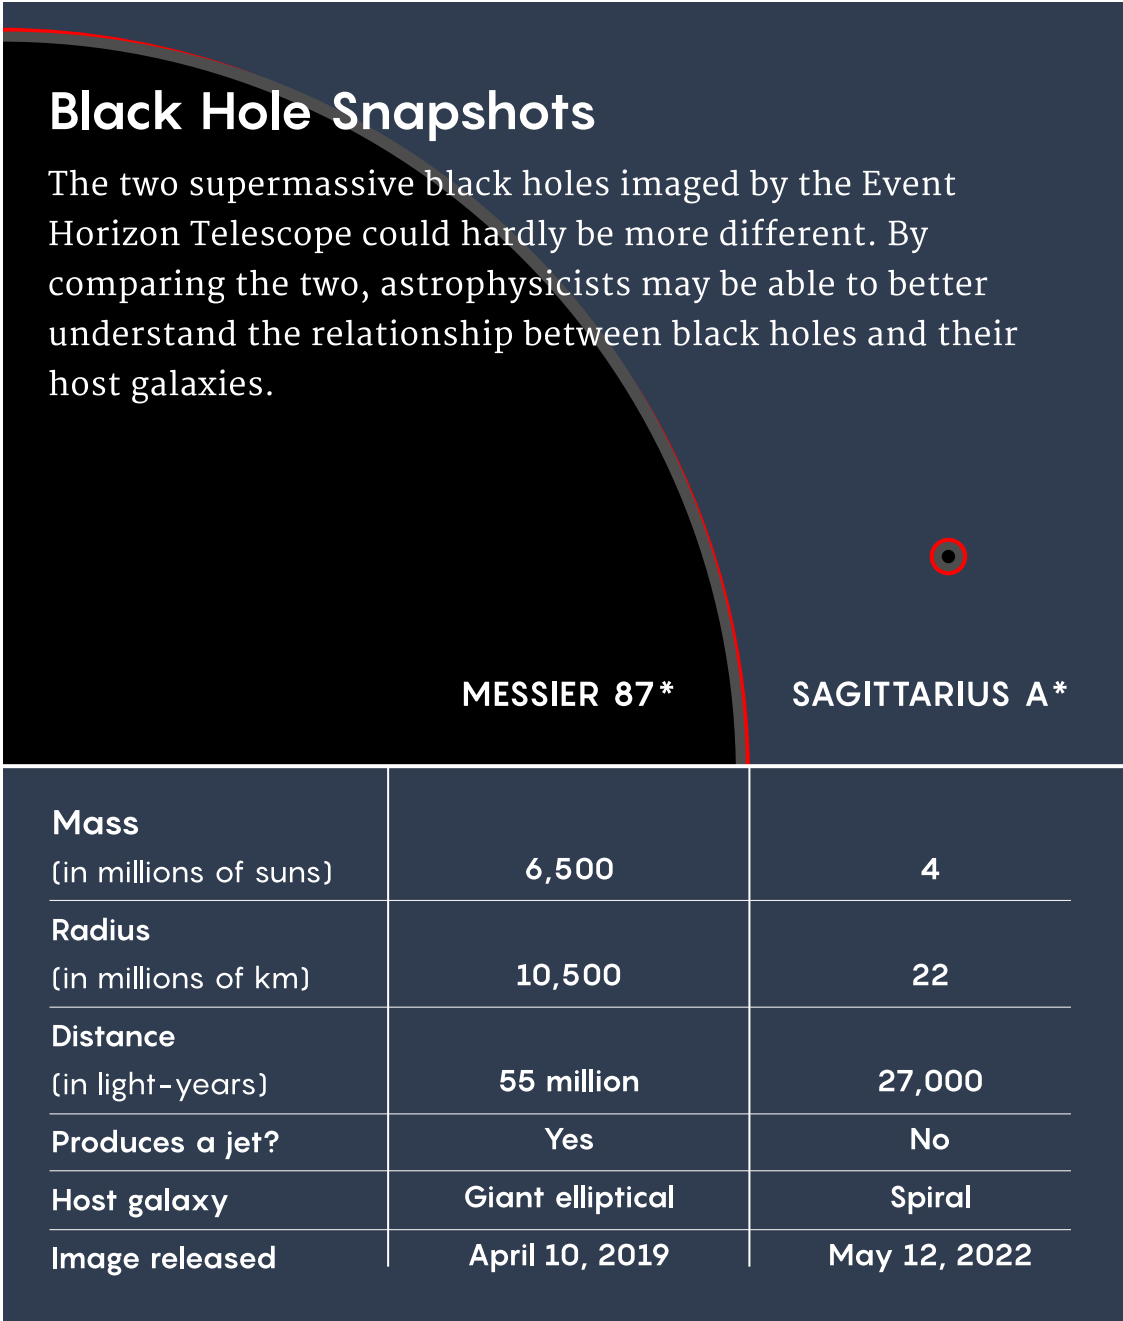 Black Hole Snapshots
The two supermassive black holes imaged by the Event
Horizon Telescope could hardly be more different. By
comparing the two, astrophysicists may be able to better
understand the relationship between black holes and their
host galaxies.
MESSIER 87* SAGITTARIUS A*
Mass
(in millions of suns) 6,500 4
Radius
(in millions of km) 10,500 22
Distance
(in light-years) 55 million 27,000
Produces a jet? Yes No
Host galaxy Giant elliptical Spiral
Image released April 10, 2019 May 12, 2022